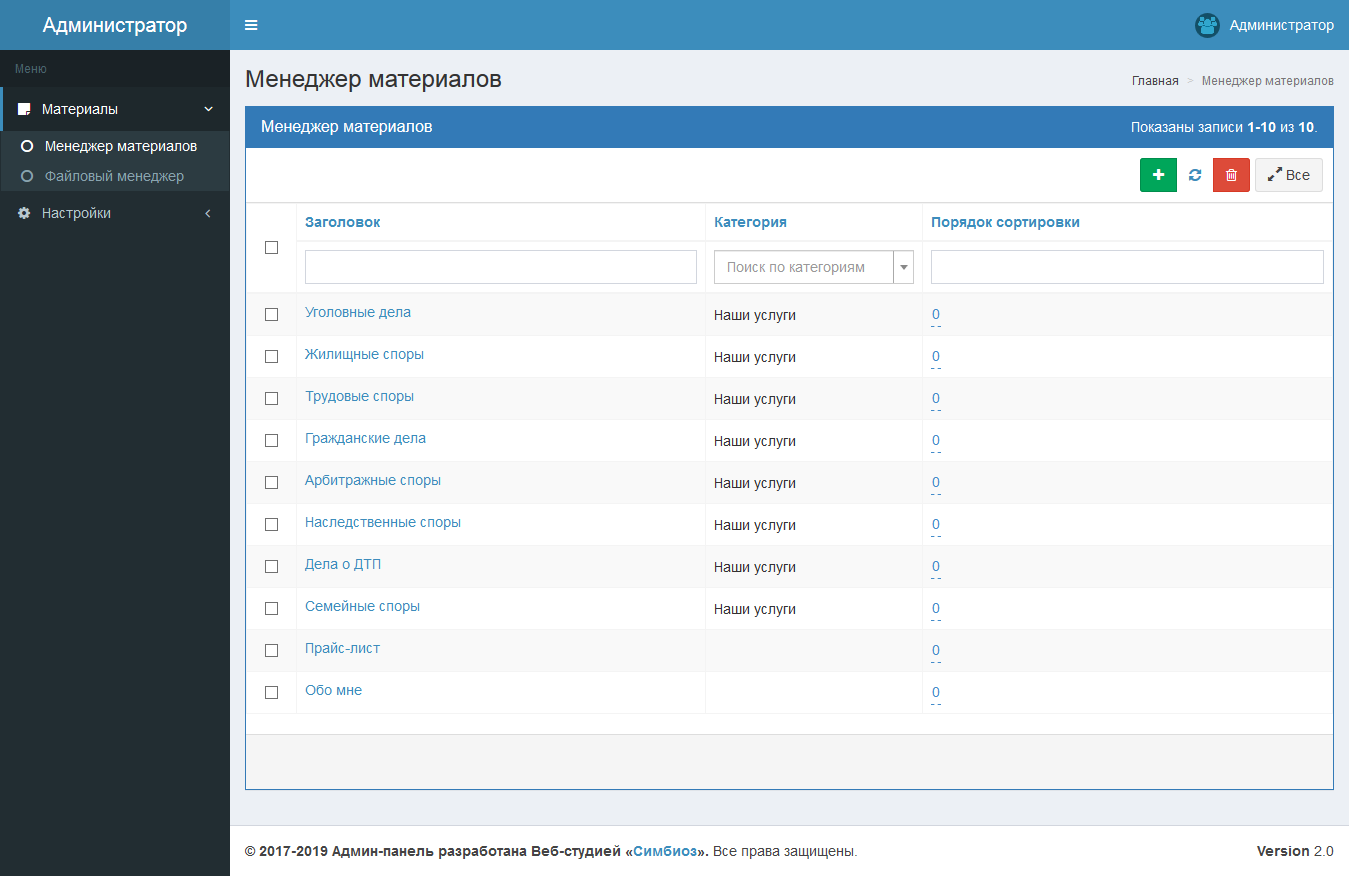 Администратор
Администратор
Меню
Материалы
Менеджер материалов
Файловый менеджер
Настройки
Менеджер материалов
Главная > Менеджер материалов
Менеджер материалов
Показаны записи 1-10 из 10.
Все
Заголовок Категория Порядок сортировки
Поиск по категориям
Уголовные дела Наши услуги 0
Жилищные споры Наши услуги 0
Трудовые споры Наши услуги 0
Гражданские дела Наши услуги 0
Арбитражные споры Наши услуги 0
Наследственные споры Наши услуги 0
Дела о ДТП Наши услуги 0
Семейные споры Наши услуги 0
Прайс-лист 0
Обо мне 0
© 2017-2019 Админ-панель разработана Веб-студией «Симбиоз». Все права защищены.
Version 2.0